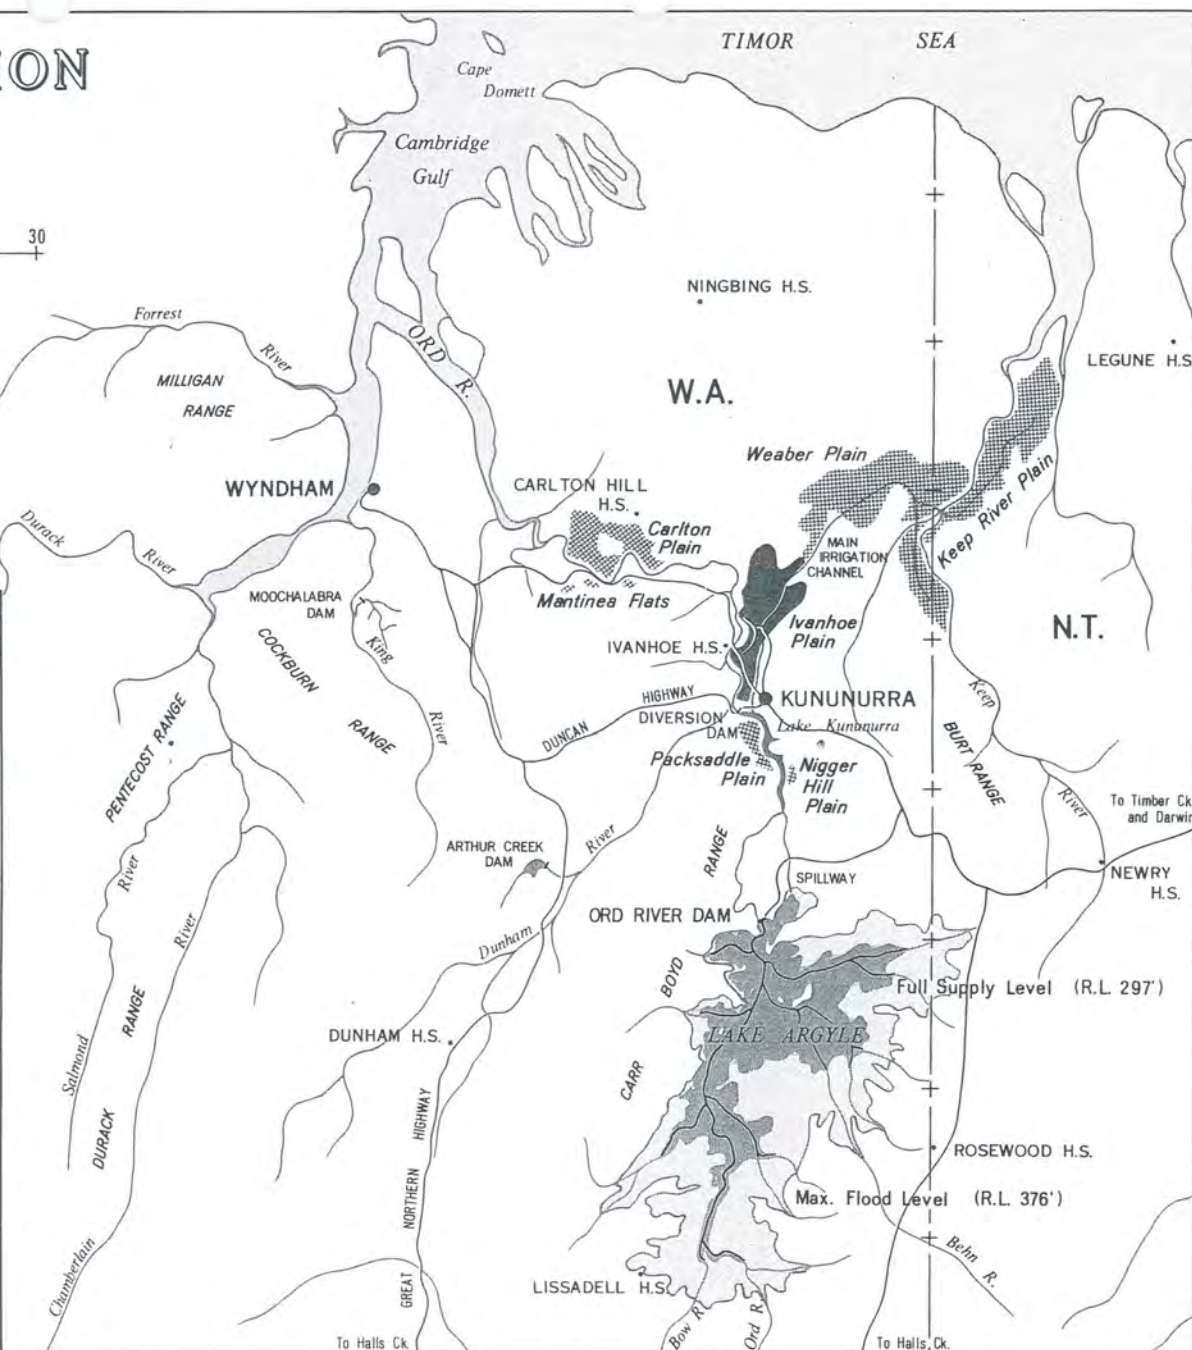 ION
TIMOR SEA
Cape
Domett
Cambridge
Gulf
30
NINGBING H.S.
Forrest
River
ORD R.
LEGUNE H.S
MILLIGAN
RANGE
W.A.
Weaber Plain
WYNDHAM
CARLTON HILL
H.S.
Keep River Plain
Durack
River
Carlton
Plain
MAIN
IRRIGATION
CHANNEL
MOOCHALABRA
DAM
Mantinea Flats
Ivanhoe
Plain
N.T.
COCKBURN
RANGE
King
River
IVANHOE H.S.
PENTECOST RANGE
DUNCAN HIGHWAY
KUNUNURRA
Keep
River
DIVERSION
DAM
Lake Kununurra
BURT RANGE
Packsaddle
Plain
Nigger
Hill
Plain
To Timber Ck
and Darwin
River
ARTHUR CREEK
DAM
River
RANGE
SPILLWAY
NEWRY
H.S.
River
ORD RIVER DAM
Dunham
BOYD
Full Supply Level (R.L. 297')
RANGE
DUNHAM H.S.
LAKE ARGYLE
Salmond
CARR
DURACK
HIGHWAY
ROSEWOOD H.S.
NORTHERN
Max. Flood Level (R.L. 376')
Chamberlain
GREAT
Behn R.
LISSADELL H.S.
Bow R.
Ord R.
To Halls Ck.
To Halls Ck.